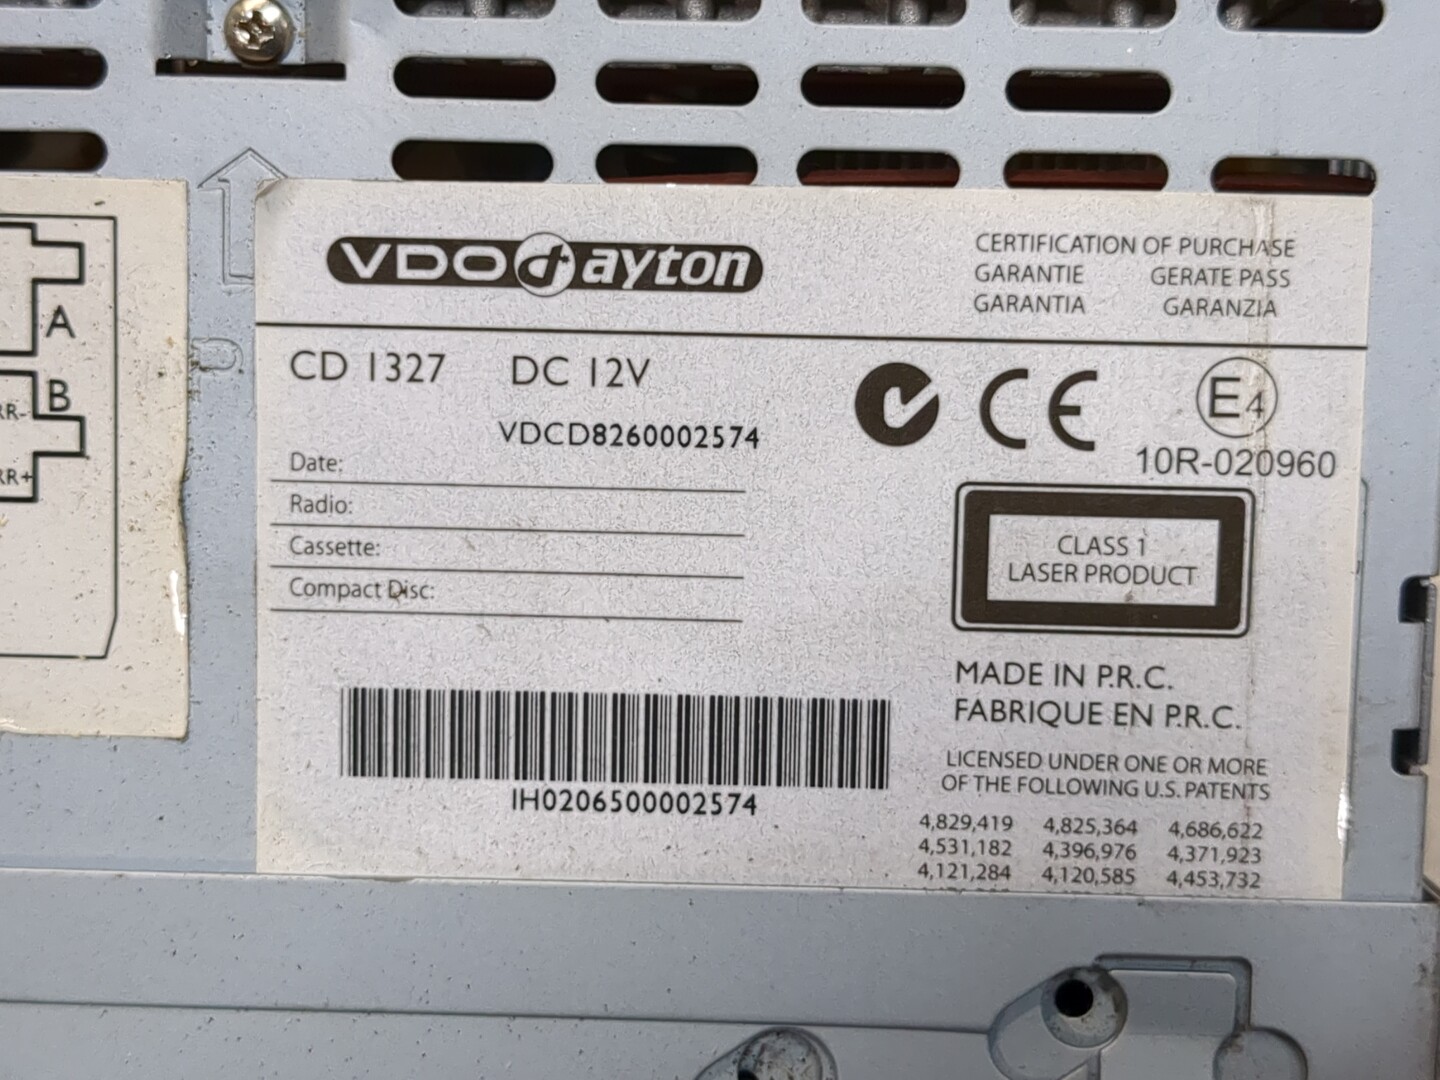 VDO dayton
CERTIFICATION OF PURCHASE
GARANTIE GERATE PASS
GARANTIA GARANZIA
A
B
RR-
RR+
CD 1327 DC 12V
VDCD8260002574
CE
E4
10R-020960
Date:
Radio:
Cassette:
Compact Disc:
CLASS 1
LASER PRODUCT
MADE IN P.R.C.
FABRIQUE EN P.R.C.
IH0206500002574
LICENSED UNDER ONE OR MORE
OF THE FOLLOWING U.S. PATENTS
4,829,419 4,825,364 4,686,622
4,531,182 4,396,976 4,371,923
4,121,284 4,120,585 4,453,732